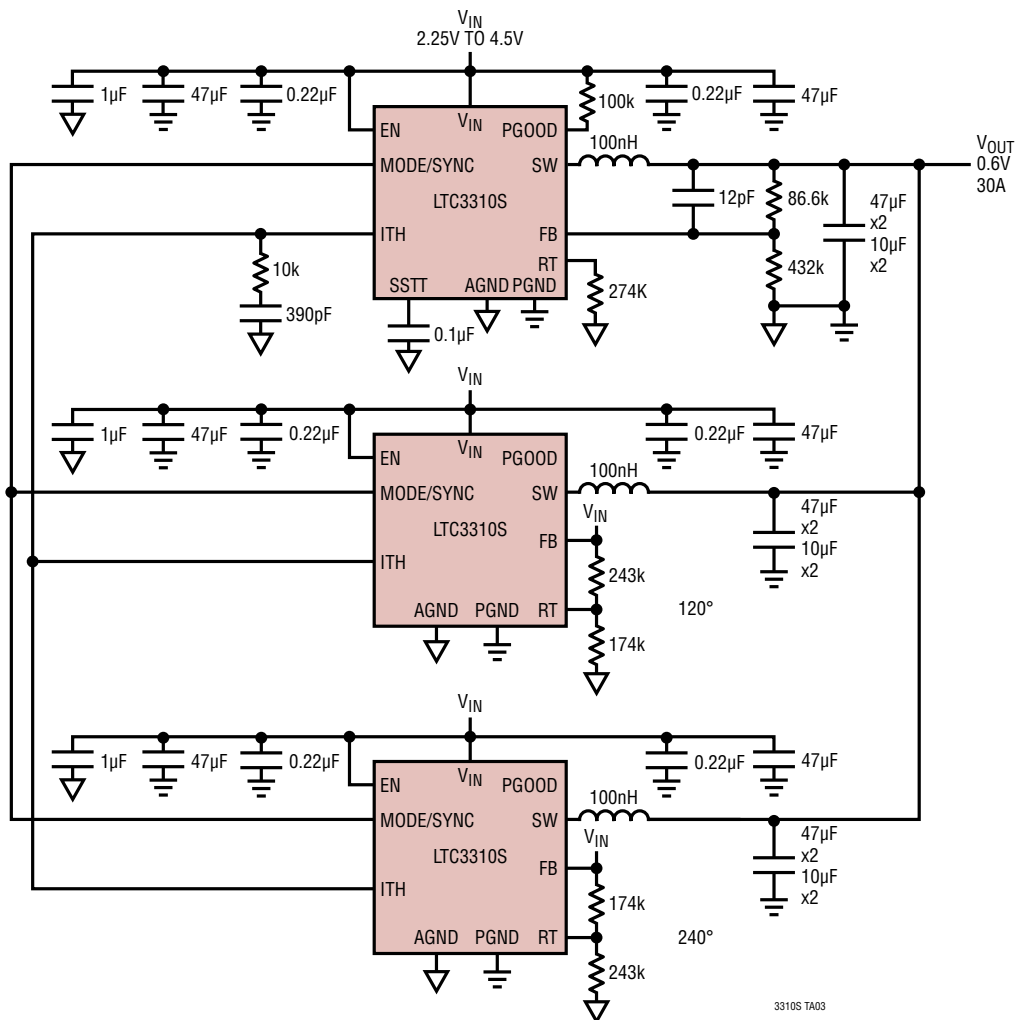 VIN
2.25V TO 4.5V
1µF
47µF
0.22µF
100k
0.22µF
47µF
EN
VIN
PGOOD
100nH
MODE/SYNC
SW
VOUT
0.6V
30A
LTC3310S
12pF
86.6k
47µF
x2
10µF
x2
ITH
FB
10k
RT
432k
390pF
SSTT
AGND
PGND
274K
0.1µF
VIN
1µF
47µF
0.22µF
0.22µF
47µF
EN
VIN
PGOOD
100nH
MODE/SYNC
SW
LTC3310S
VIN
47µF
x2
10µF
x2
FB
ITH
243k
AGND
PGND
RT
120°
174k
VIN
1µF
47µF
0.22µF
0.22µF
47µF
EN
VIN
PGOOD
100nH
MODE/SYNC
SW
LTC3310S
VIN
47µF
x2
10µF
x2
FB
ITH
174k
AGND
PGND
RT
240°
243k
3310S TA03